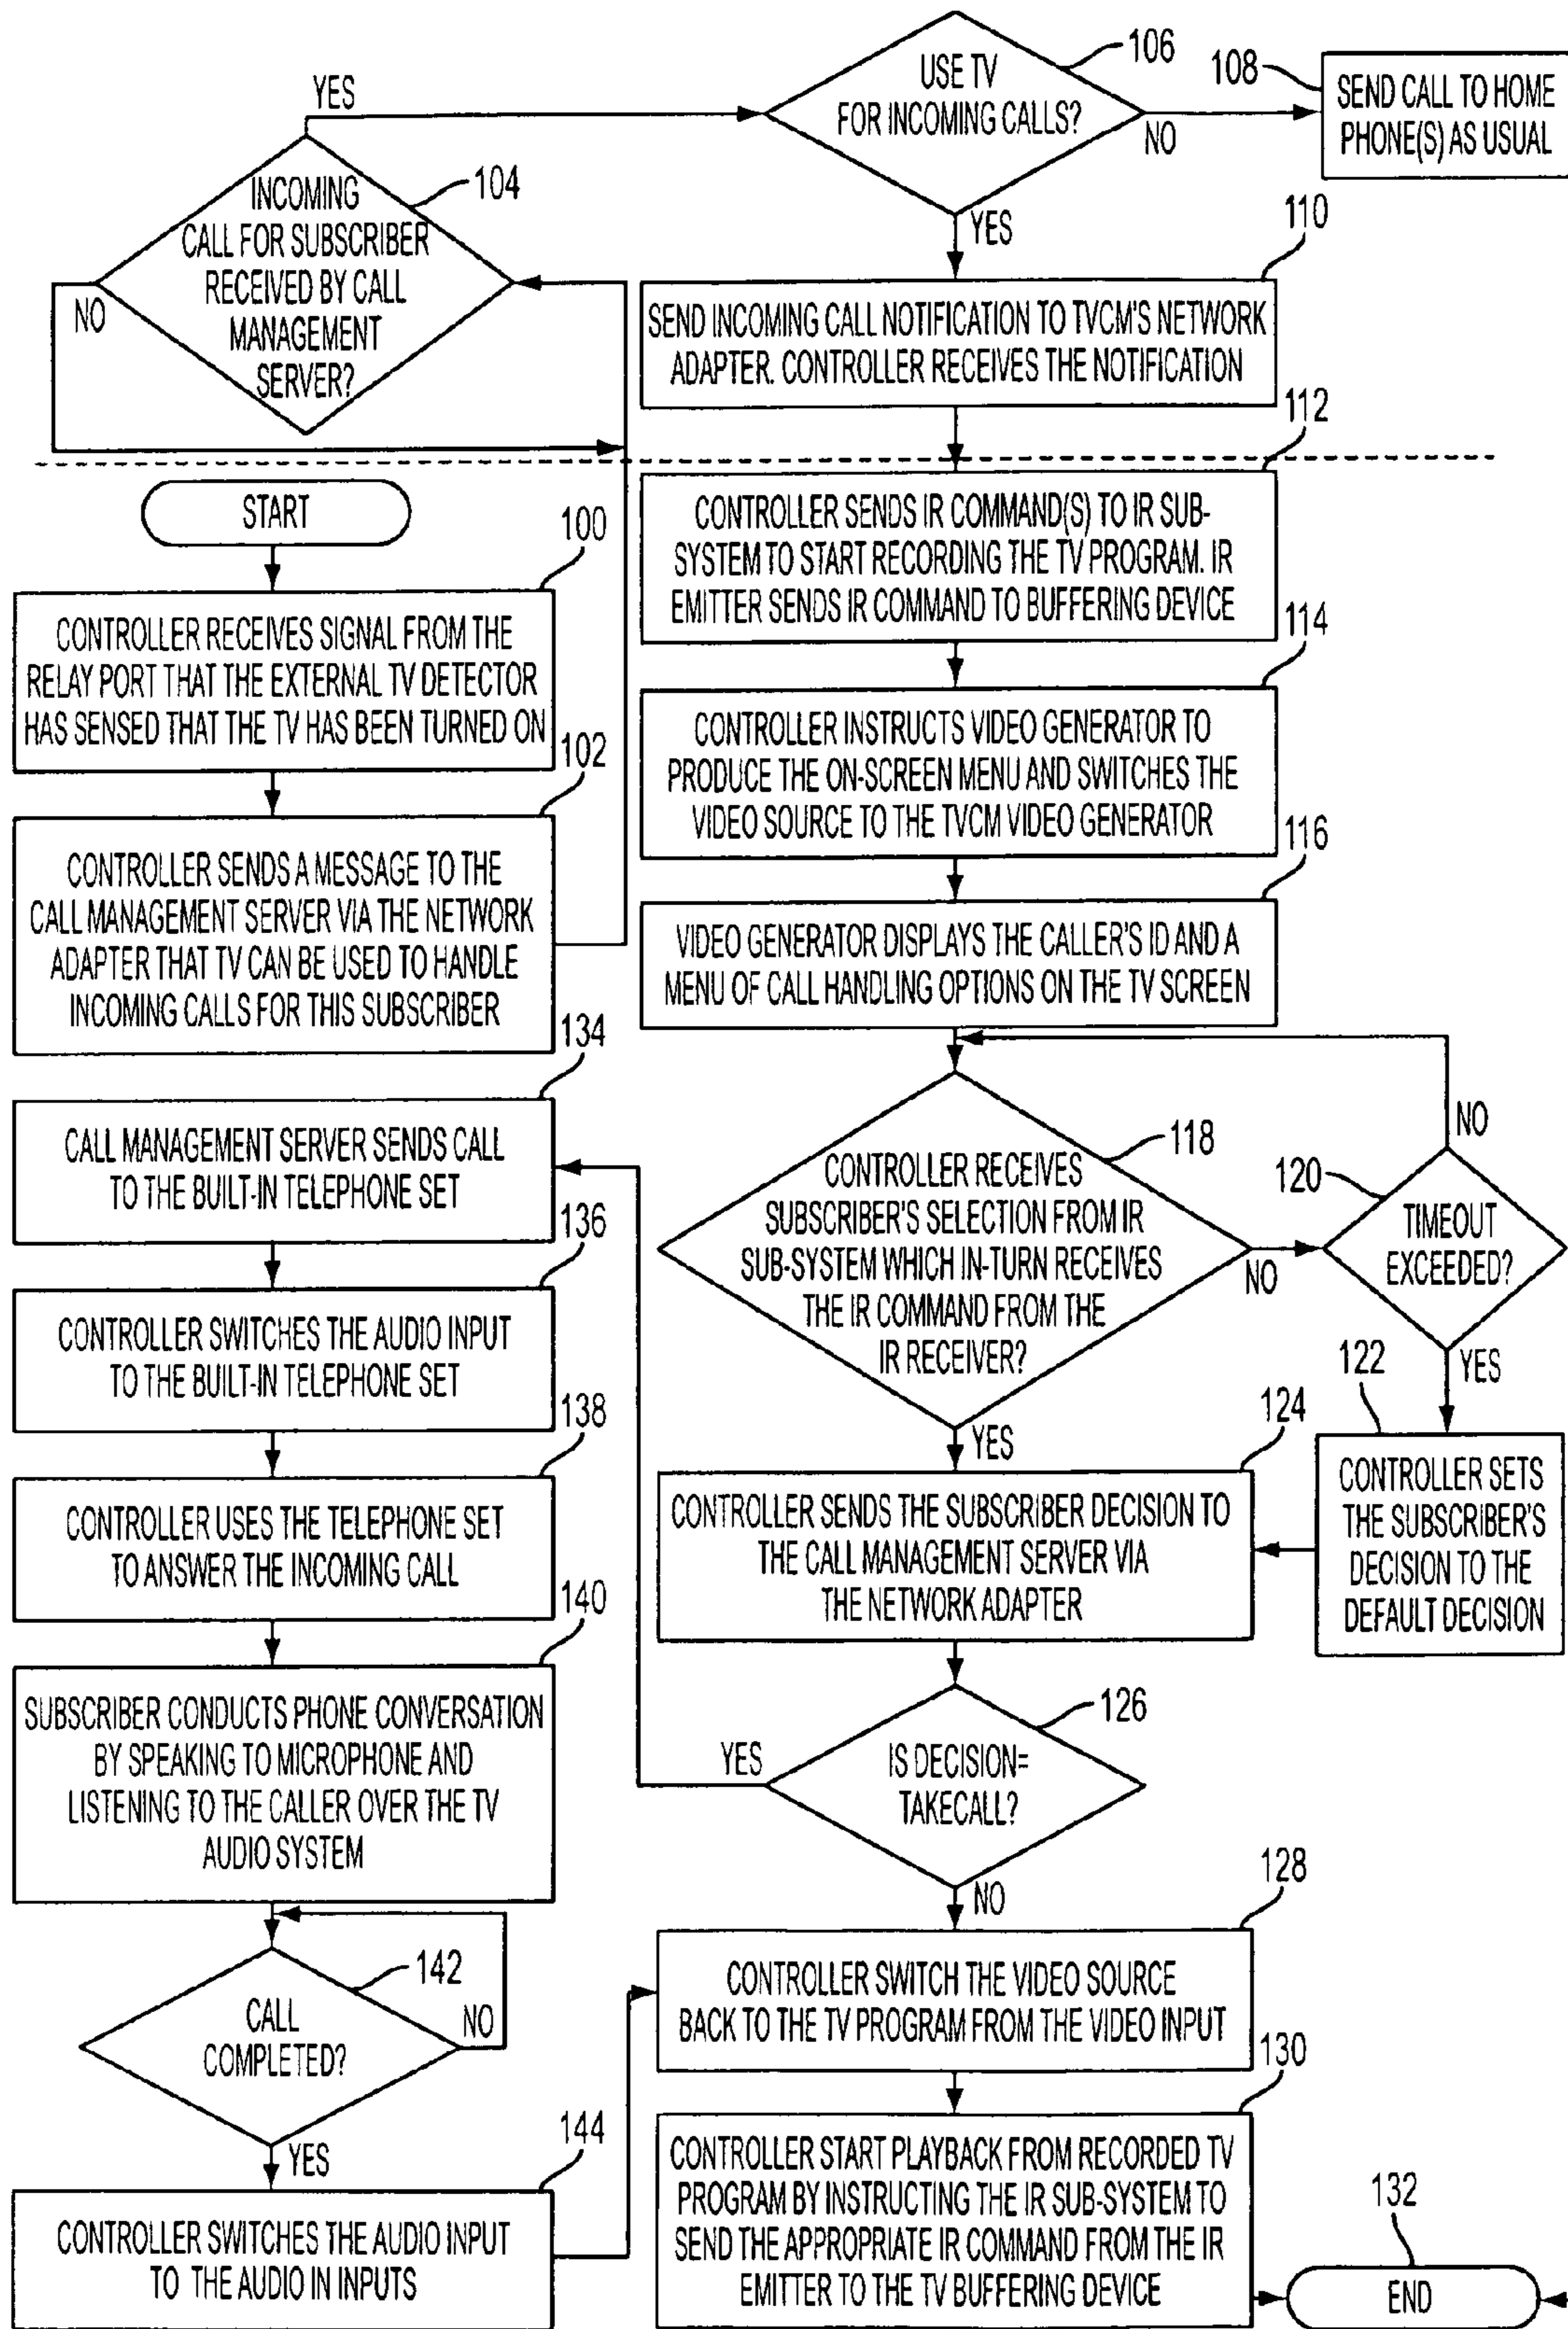 YES
USE TV
FOR INCOMING CALLS?
106
NO
108
SEND CALL TO HOME
PHONE(S) AS USUAL
INCOMING
CALL FOR SUBSCRIBER
RECEIVED BY CALL
MANAGEMENT
SERVER?
104
NO
YES
110
SEND INCOMING CALL NOTIFICATION TO TVCM'S NETWORK
ADAPTER. CONTROLLER RECEIVES THE NOTIFICATION
112
CONTROLLER SENDS IR COMMAND(S) TO IR SUB-
SYSTEM TO START RECORDING THE TV PROGRAM. IR
EMITTER SENDS IR COMMAND TO BUFFERING DEVICE
START
100
CONTROLLER RECEIVES SIGNAL FROM THE
RELAY PORT THAT THE EXTERNAL TV DETECTOR
HAS SENSED THAT THE TV HAS BEEN TURNED ON
114
CONTROLLER INSTRUCTS VIDEO GENERATOR TO
PRODUCE THE ON-SCREEN MENU AND SWITCHES THE
VIDEO SOURCE TO THE TVCM VIDEO GENERATOR
102
CONTROLLER SENDS A MESSAGE TO THE
CALL MANAGEMENT SERVER VIA THE NETWORK
ADAPTER THAT TV CAN BE USED TO HANDLE
INCOMING CALLS FOR THIS SUBSCRIBER
116
VIDEO GENERATOR DISPLAYS THE CALLER'S ID AND A
MENU OF CALL HANDLING OPTIONS ON THE TV SCREEN
134
CALL MANAGEMENT SERVER SENDS CALL
TO THE BUILT-IN TELEPHONE SET
118
CONTROLLER RECEIVES
SUBSCRIBER'S SELECTION FROM IR
SUB-SYSTEM WHICH IN-TURN RECEIVES
THE IR COMMAND FROM THE
IR RECEIVER?
NO
120
TIMEOUT
EXCEEDED?
NO
YES
136
CONTROLLER SWITCHES THE AUDIO INPUT
TO THE BUILT-IN TELEPHONE SET
122
CONTROLLER SETS
THE SUBSCRIBER'S
DECISION TO THE
DEFAULT DECISION
YES
124
CONTROLLER SENDS THE SUBSCRIBER DECISION TO
THE CALL MANAGEMENT SERVER VIA
THE NETWORK ADAPTER
138
CONTROLLER USES THE TELEPHONE SET
TO ANSWER THE INCOMING CALL
140
SUBSCRIBER CONDUCTS PHONE CONVERSATION
BY SPEAKING TO MICROPHONE AND
LISTENING TO THE CALLER OVER THE TV
AUDIO SYSTEM
126
IS DECISION=
TAKECALL?
YES
NO
128
CONTROLLER SWITCH THE VIDEO SOURCE
BACK TO THE TV PROGRAM FROM THE VIDEO INPUT
142
CALL
COMPLETED?
NO
YES
144
CONTROLLER SWITCHES THE AUDIO INPUT
TO THE AUDIO IN INPUTS
130
CONTROLLER START PLAYBACK FROM RECORDED TV
PROGRAM BY INSTRUCTING THE IR SUB-SYSTEM TO
SEND THE APPROPRIATE IR COMMAND FROM THE IR
EMITTER TO THE TV BUFFERING DEVICE
132
END